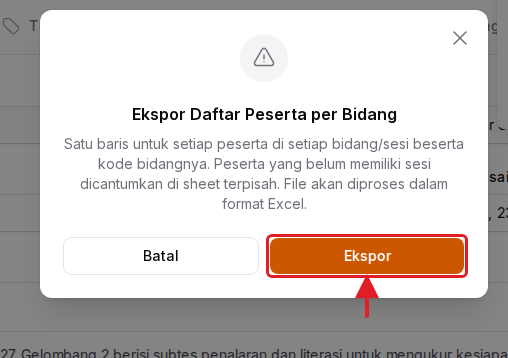 Ekspor Daftar Peserta per Bidang
Satu baris untuk setiap peserta di setiap bidang/sesi beserta
kode bidangnya. Peserta yang belum memiliki sesi
dicantumkan di sheet terpisah. File akan diproses dalam
format Excel.
Batal
Ekspor
27 Gelombang 2 berisi subtes penalaran dan literasi untuk mengukur kesiapa